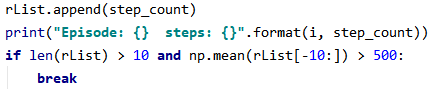 rList.append(step_count)
print("Episode: {}  steps: {}".format(i, step_count))
if len(rList) > 10 and np.mean(rList[-10:]) > 500:
    break